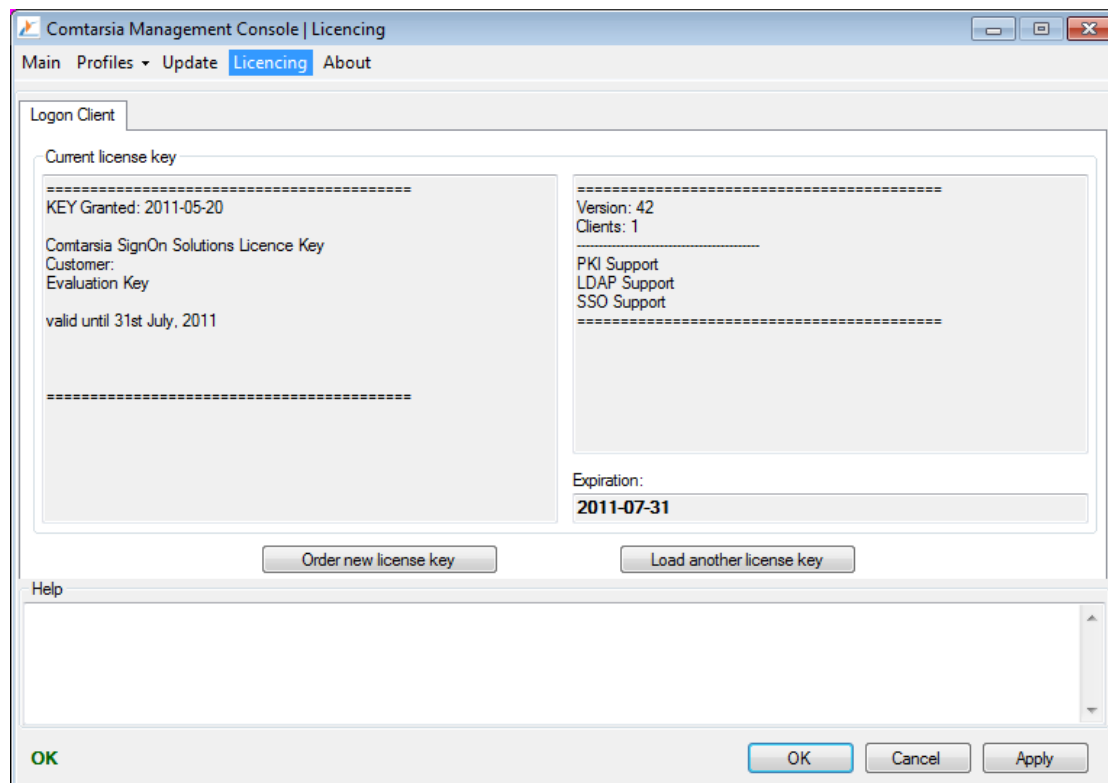 Comtarsia Management Console | Licencing
Main Profiles Update Licencing About
Logon Client
Current license key
==========================================
KEY Granted: 2011-05-20
Comtarsia SignOn Solutions Licence Key
Customer:
Evaluation Key
valid until 31st July, 2011
==========================================
==========================================
Version: 42
Clients: 1
------------------------------------------
PKI Support
LDAP Support
SSO Support
==========================================
Expiration:
2011-07-31
Order new license key Load another license key
Help
OK OK Cancel Apply